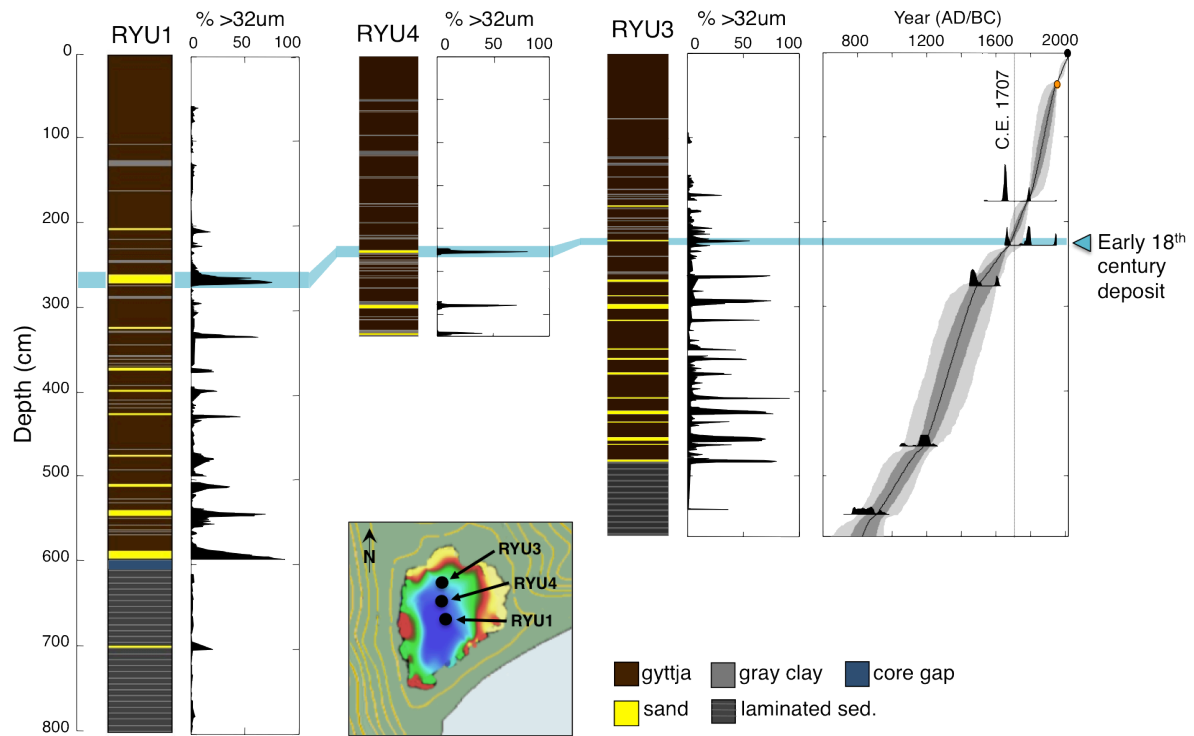 RYU1
% >32um
0 50 100
RYU4
% >32um
0 50 100
RYU3
% >32um
0 50 100
Year (AD/BC)
800 1200 1600 2000
C.E. 1707
Depth (cm)
0
100
200
300
400
500
600
700
800
Early 18th
century
deposit
N
RYU3
RYU4
RYU1
gyttja
gray clay
core gap
sand
laminated sed.